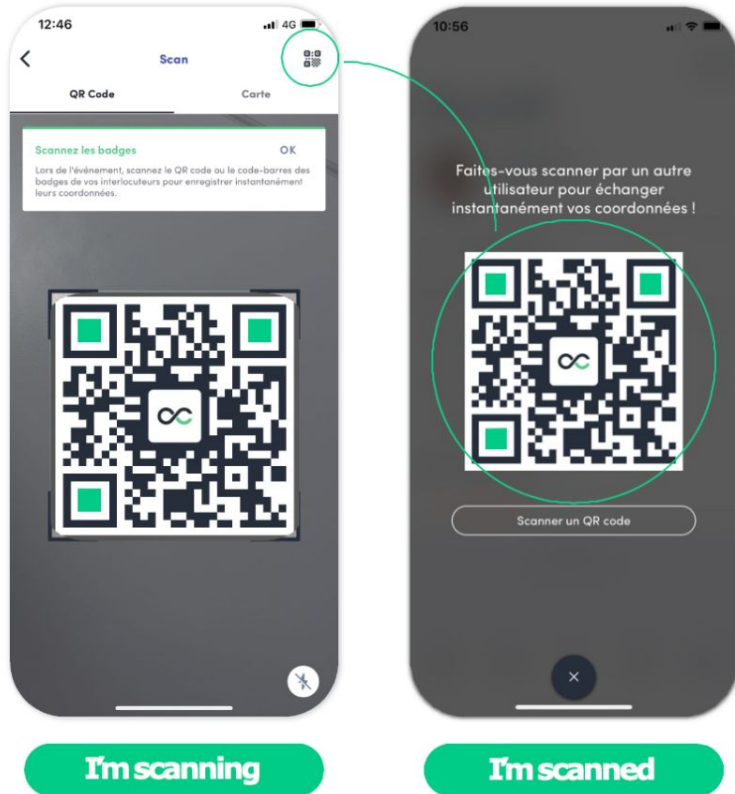 12:46
4G
Scan
QR Code
Carte
Scannez les badges
OK
Lors de l'événement, scannez le QR code ou le code-barres des
badges de vos interlocuteurs pour enregistrer instantanément
leurs coordonnées.
I'm scanning
10:56
Faites-vous scanner par un autre
utilisateur pour échanger
instantanément vos coordonnées !
Scanner un QR code
I'm scanned